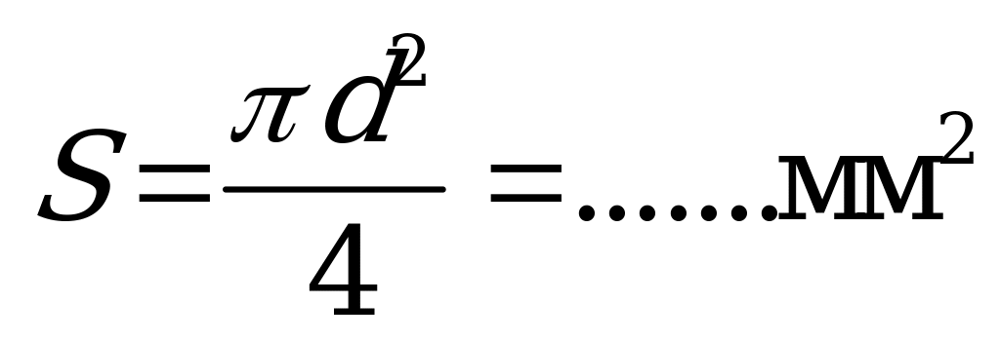 S = πd²/4 = .......мм²